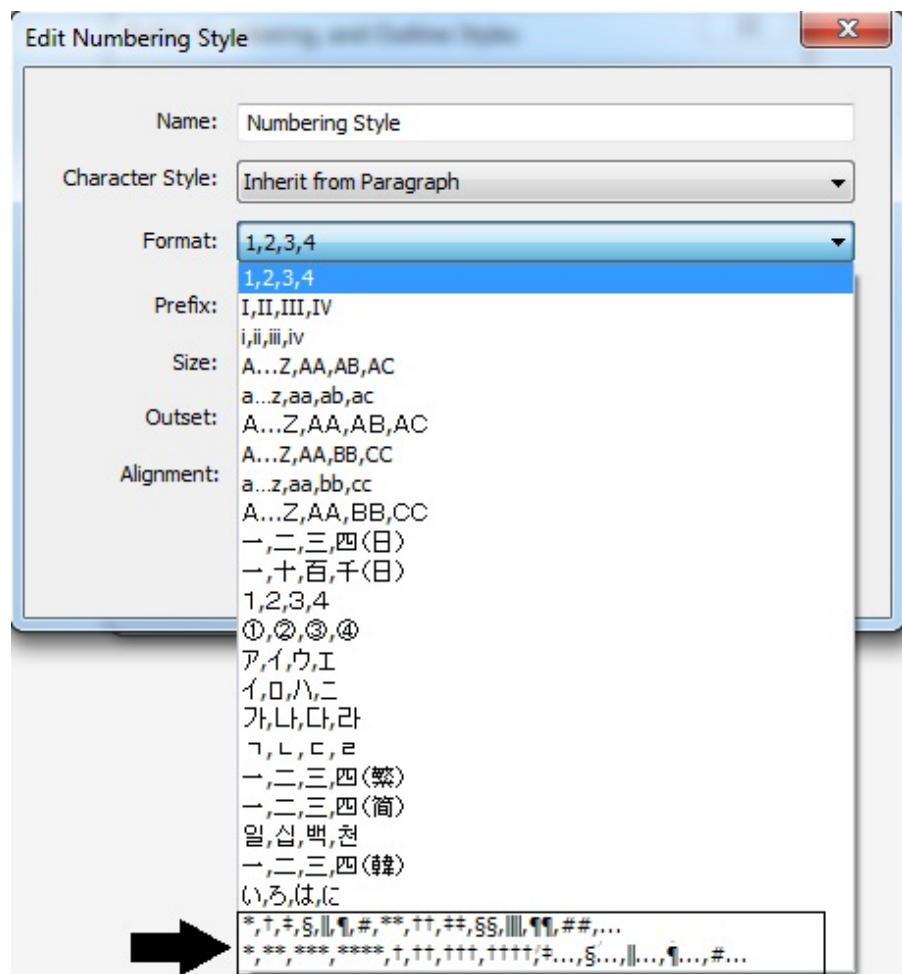 Edit Numbering Style
Name: Numbering Style
Character Style: Inherit from Paragraph
Format: 1,2,3,4
1,2,3,4
Prefix: I,II,III,IV
i,ii,iii,iv
Size: A...Z,AA,AB,AC
a...z,aa,ab,ac
Outset: A...Z,AA,AB,AC
A...Z,AA,BB,CC
Alignment: a...z,aa,bb,cc
A...Z,AA,BB,CC
一,二,三,四(日)
一,十,百,千(日)
1,2,3,4
①,②,③,④
ア,イ,ウ,エ
イ,ロ,ハ,ニ
가,나,다,라
ㄱ,ㄴ,ㄷ,ㄹ
一,二,三,四(繁)
一,二,三,四(简)
일,십,백,천
一,二,三,四(韓)
い,ろ,は,に
*,†,‡,§,‖,¶,#,**,††,‡‡,§§,‖‖,¶¶,##,...
*,**,***,****,†,††,†††,††††,‡...,§...,‖...,¶...,#...